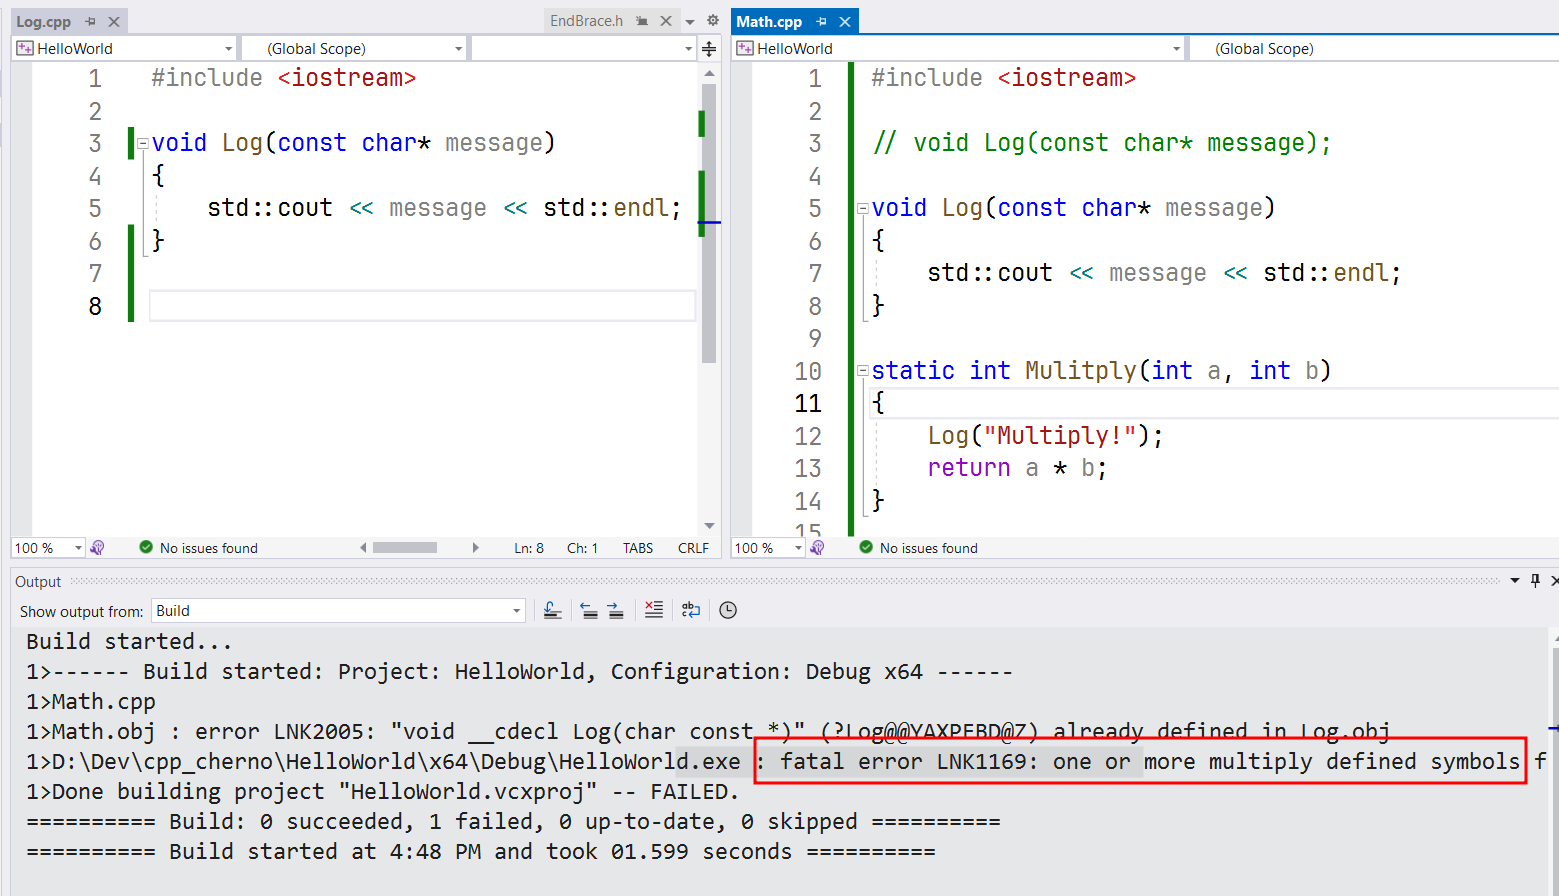 Log.cpp
EndBrace.h
HelloWorld
(Global Scope)
1 #include <iostream>
2
3 void Log(const char* message)
4 {
5 std::cout << message << std::endl;
6 }
7
8
100 %
No issues found
Ln: 8 Ch: 1 TABS CRLF
Math.cpp
HelloWorld
(Global Scope)
1 #include <iostream>
2
3 // void Log(const char* message);
4
5 void Log(const char* message)
6 {
7 std::cout << message << std::endl;
8 }
9
10 static int Mulitply(int a, int b)
11 {
12 Log("Multiply!");
13 return a * b;
14 }
15
100 %
No issues found
Output
Show output from: Build
Build started...
1>------ Build started: Project: HelloWorld, Configuration: Debug x64 ------
1>Math.cpp
1>Math.obj : error LNK2005: "void __cdecl Log(char const *)" (?Log@@YAXPEBD@Z) already defined in Log.obj
1>D:\Dev\cpp_cherno\HelloWorld\x64\Debug\HelloWorld.exe : fatal error LNK1169: one or more multiply defined symbols f
1>Done building project "HelloWorld.vcxproj" -- FAILED.
========== Build: 0 succeeded, 1 failed, 0 up-to-date, 0 skipped ==========
========== Build started at 4:48 PM and took 01.599 seconds ==========